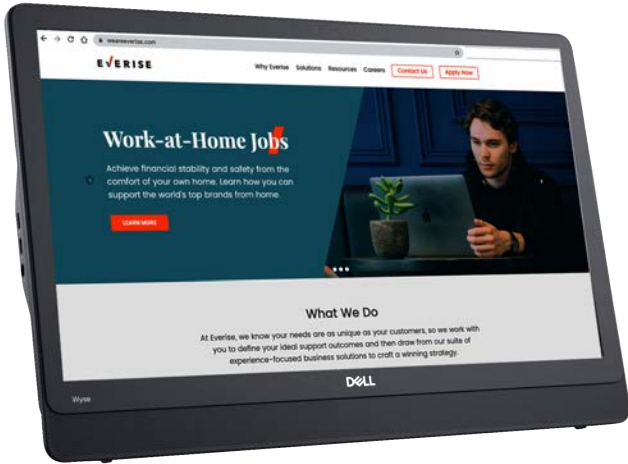 weareeverise.com
EVERISE
Why Everise Solutions Resources Careers Contact Us Apply Now
Work-at-Home Jobs
Achieve financial stability and safety from the
comfort of your own home. Learn how you can
support the world's top brands from home.
LEARN MORE
What We Do
At Everise, we know your needs are as unique as your customers, so we work with
you to define your ideal support outcomes and then draw from our suite of
experience-focused business solutions to craft a winning strategy.
DELL
Wyse